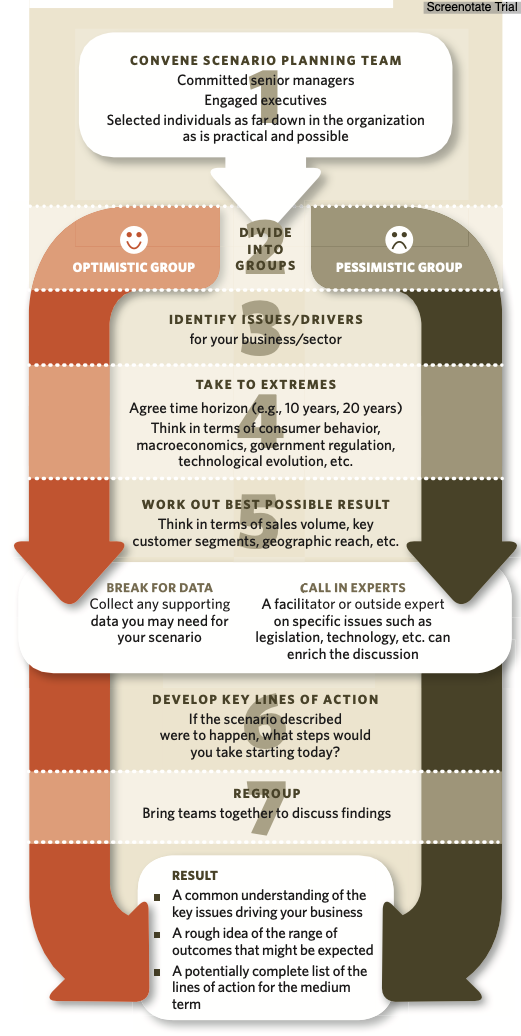 Screenotate Trial
1
CONVENE SCENARIO PLANNING TEAM
Committed senior managers
Engaged executives
Selected individuals as far down in the organization
as is practical and possible
2
DIVIDE
INTO
GROUPS
OPTIMISTIC GROUP
PESSIMISTIC GROUP
3
IDENTIFY ISSUES/DRIVERS
for your business/sector
4
TAKE TO EXTREMES
Agree time horizon (e.g., 10 years, 20 years)
Think in terms of consumer behavior,
macroeconomics, government regulation,
technological evolution, etc.
5
WORK OUT BEST POSSIBLE RESULT
Think in terms of sales volume, key
customer segments, geographic reach, etc.
BREAK FOR DATA
Collect any supporting
data you may need for
your scenario
CALL IN EXPERTS
A facilitator or outside expert
on specific issues such as
legislation, technology, etc. can
enrich the discussion
6
DEVELOP KEY LINES OF ACTION
If the scenario described
were to happen, what steps would
you take starting today?
7
REGROUP
Bring teams together to discuss findings
RESULT
A common understanding of the
key issues driving your business
A rough idea of the range of
outcomes that might be expected
A potentially complete list of the
lines of action for the medium
term